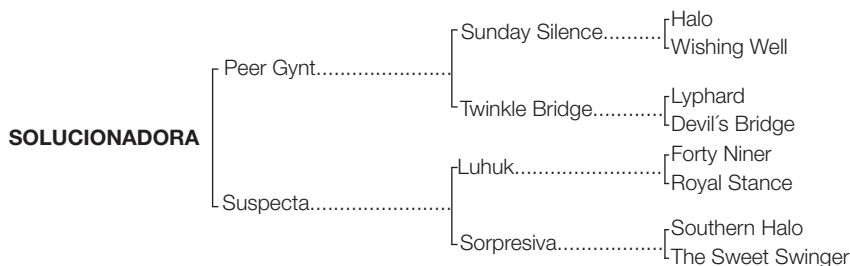 Sunday Silence.......... Halo
Wishing Well
Peer Gynt......................
Twinkle Bridge........... Lyphard
Devil´s Bridge
SOLUCIONADORA
Luhuk........................ Forty Niner
Royal Stance
Suspecta.......................
Sorpresiva................. Southern Halo
The Sweet Swinger